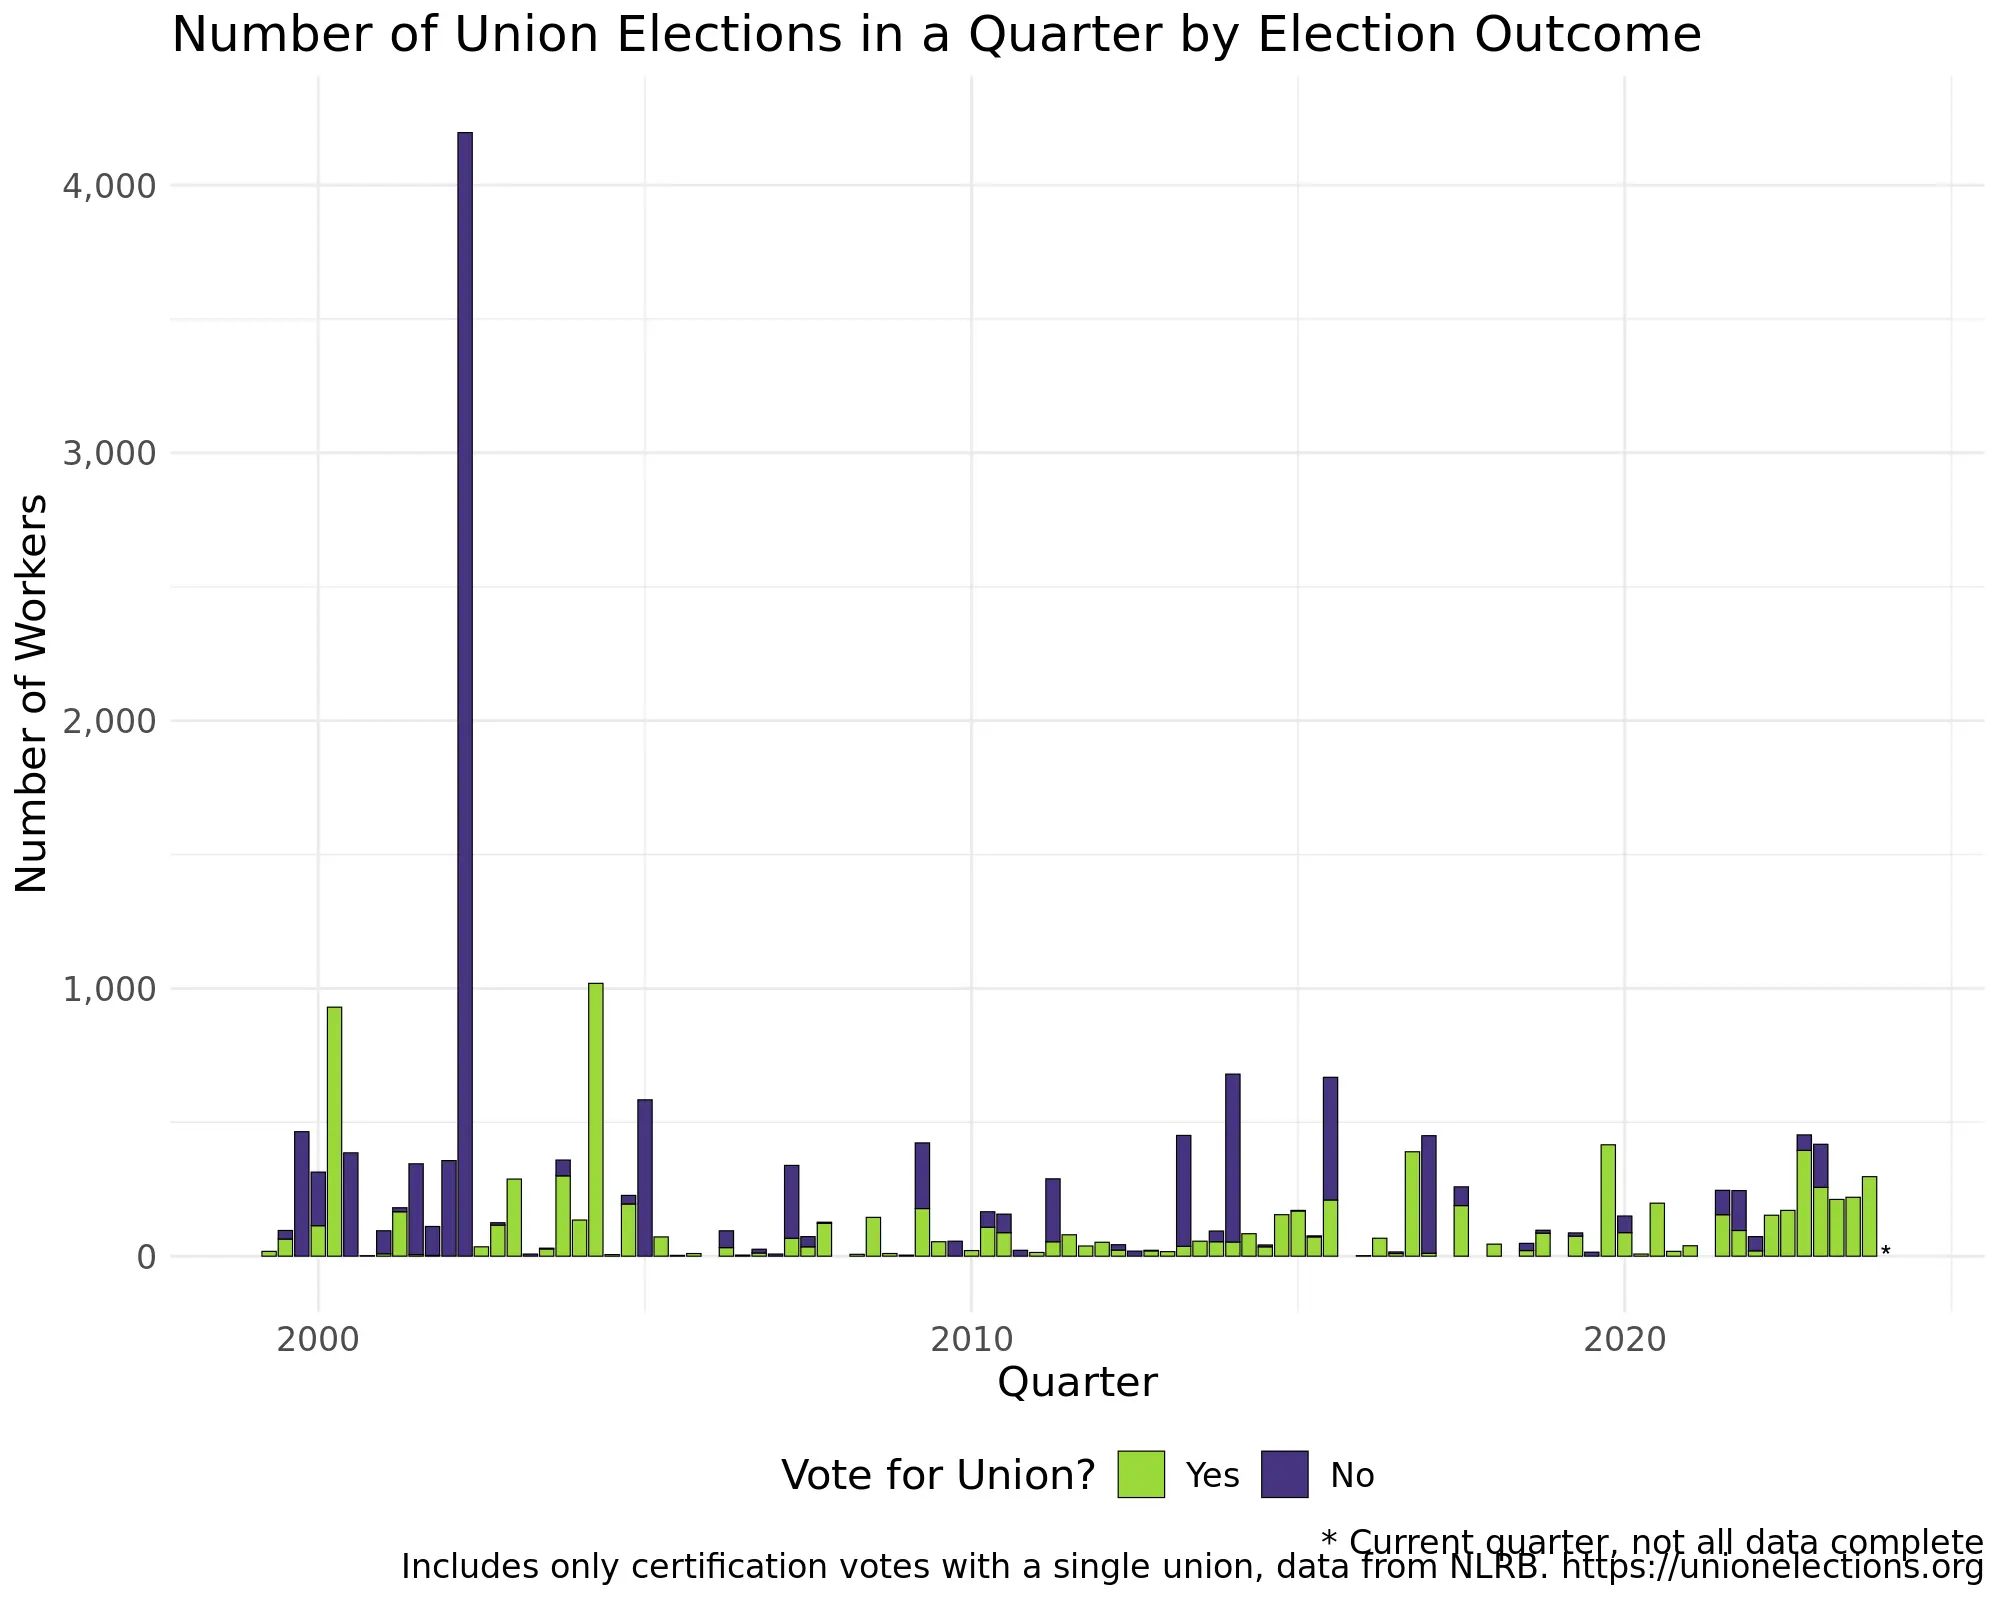 Number of Union Elections in a Quarter by Election Outcome
Number of Workers
4,000
3,000
2,000
1,000
0
*
2000
2010
2020
Quarter
Vote for Union?
Yes
No
* Current quarter, not all data complete
Includes only certification votes with a single union, data from NLRB. https://unionelections.org